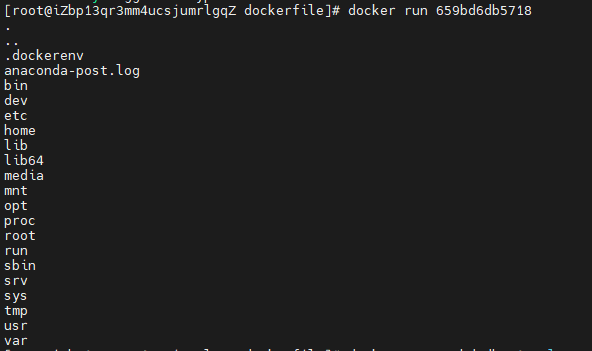 [root@iZbp13qr3mm4ucsjumrlgqZ dockerfile]# docker run 659bd6db5718
.
..
.dockerenv
anaconda-post.log
bin
dev
etc
home
lib
lib64
media
mnt
opt
proc
root
run
sbin
srv
sys
tmp
usr
var